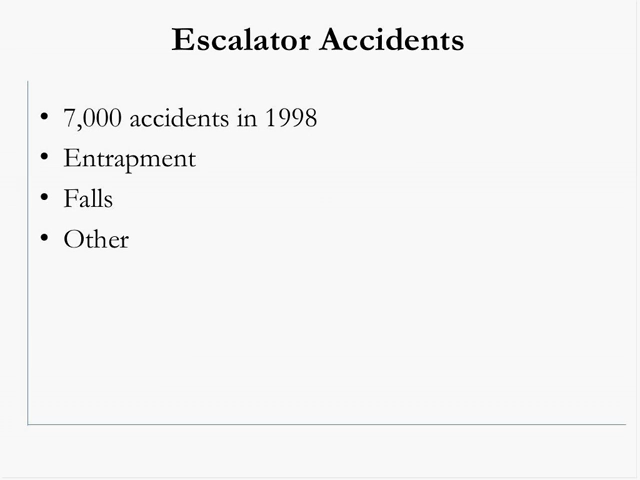 Escalator Accidents
• 7,000 accidents in 1998
• Entrapment
• Falls
• Other